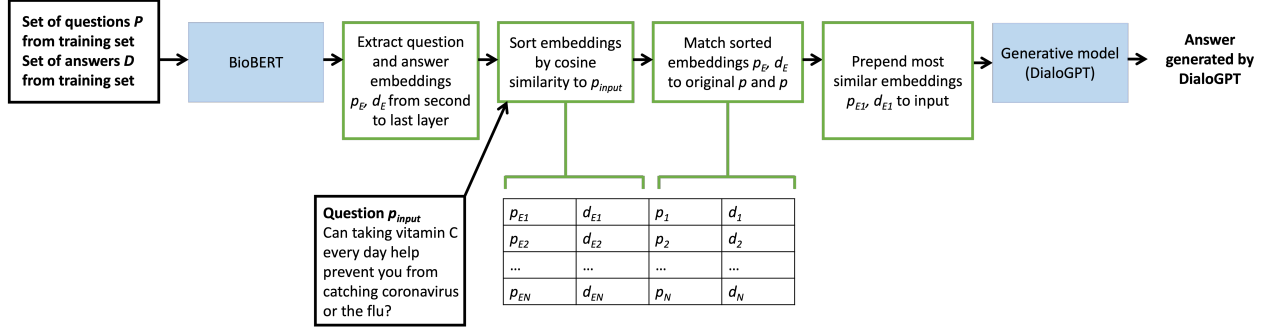 Set of questions P
from training set
Set of answers D
from training set
BioBERT
Extract question
and answer
embeddings
pE, dE from second
to last layer
Sort embeddings
by cosine
similarity to pinput
Match sorted
embeddings pE, dE
to original p and p
Prepend most
similar embeddings
pE1, dE1 to input
Generative model
(DialoGPT)
Answer
generated by
DialoGPT
Question pinput
Can taking vitamin C
every day help
prevent you from
catching coronavirus
or the flu?
pE1 dE1 p1 d1
pE2 dE2 p2 d2
... ... ... ...
pEN dEN pN dN